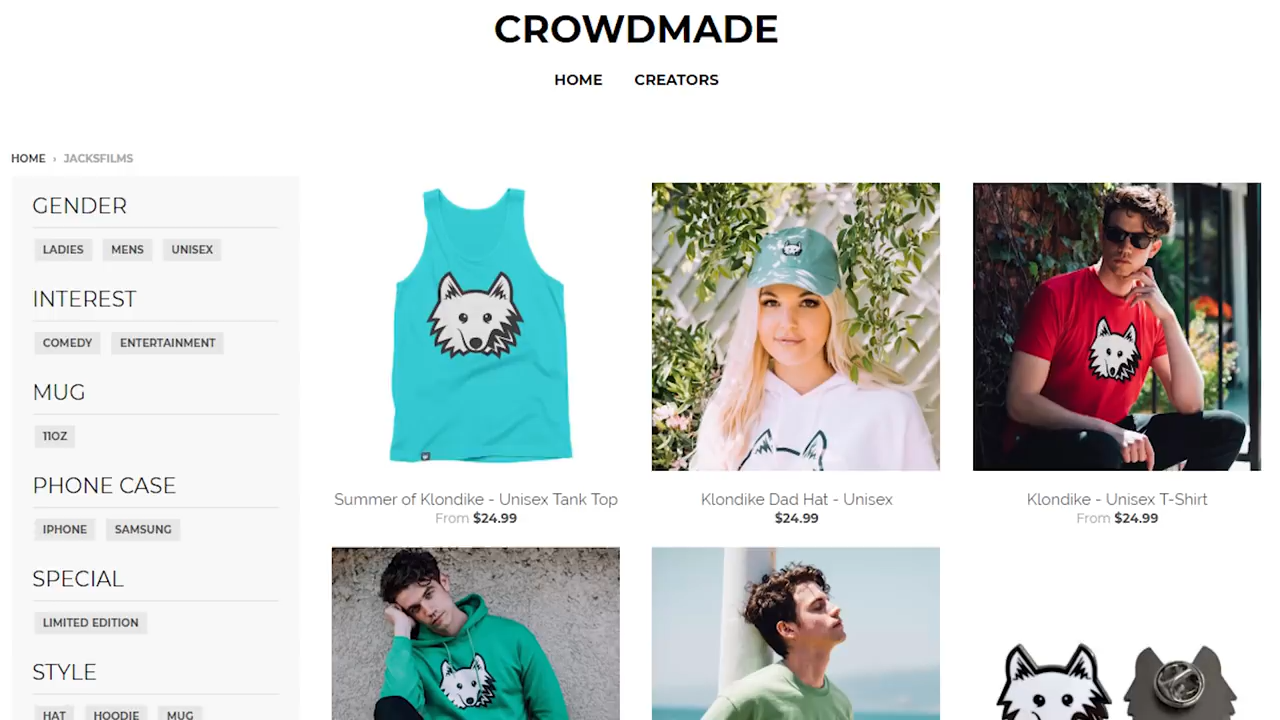 CROWDMADE
HOME CREATORS
HOME › JACKSFILMS
GENDER
LADIES MENS UNISEX
INTEREST
COMEDY ENTERTAINMENT
MUG
11OZ
PHONE CASE
IPHONE SAMSUNG
SPECIAL
LIMITED EDITION
STYLE
HAT HOODIE MUG
Summer of Klondike - Unisex Tank Top
From $24.99
Klondike Dad Hat - Unisex
$24.99
Klondike - Unisex T-Shirt
From $24.99